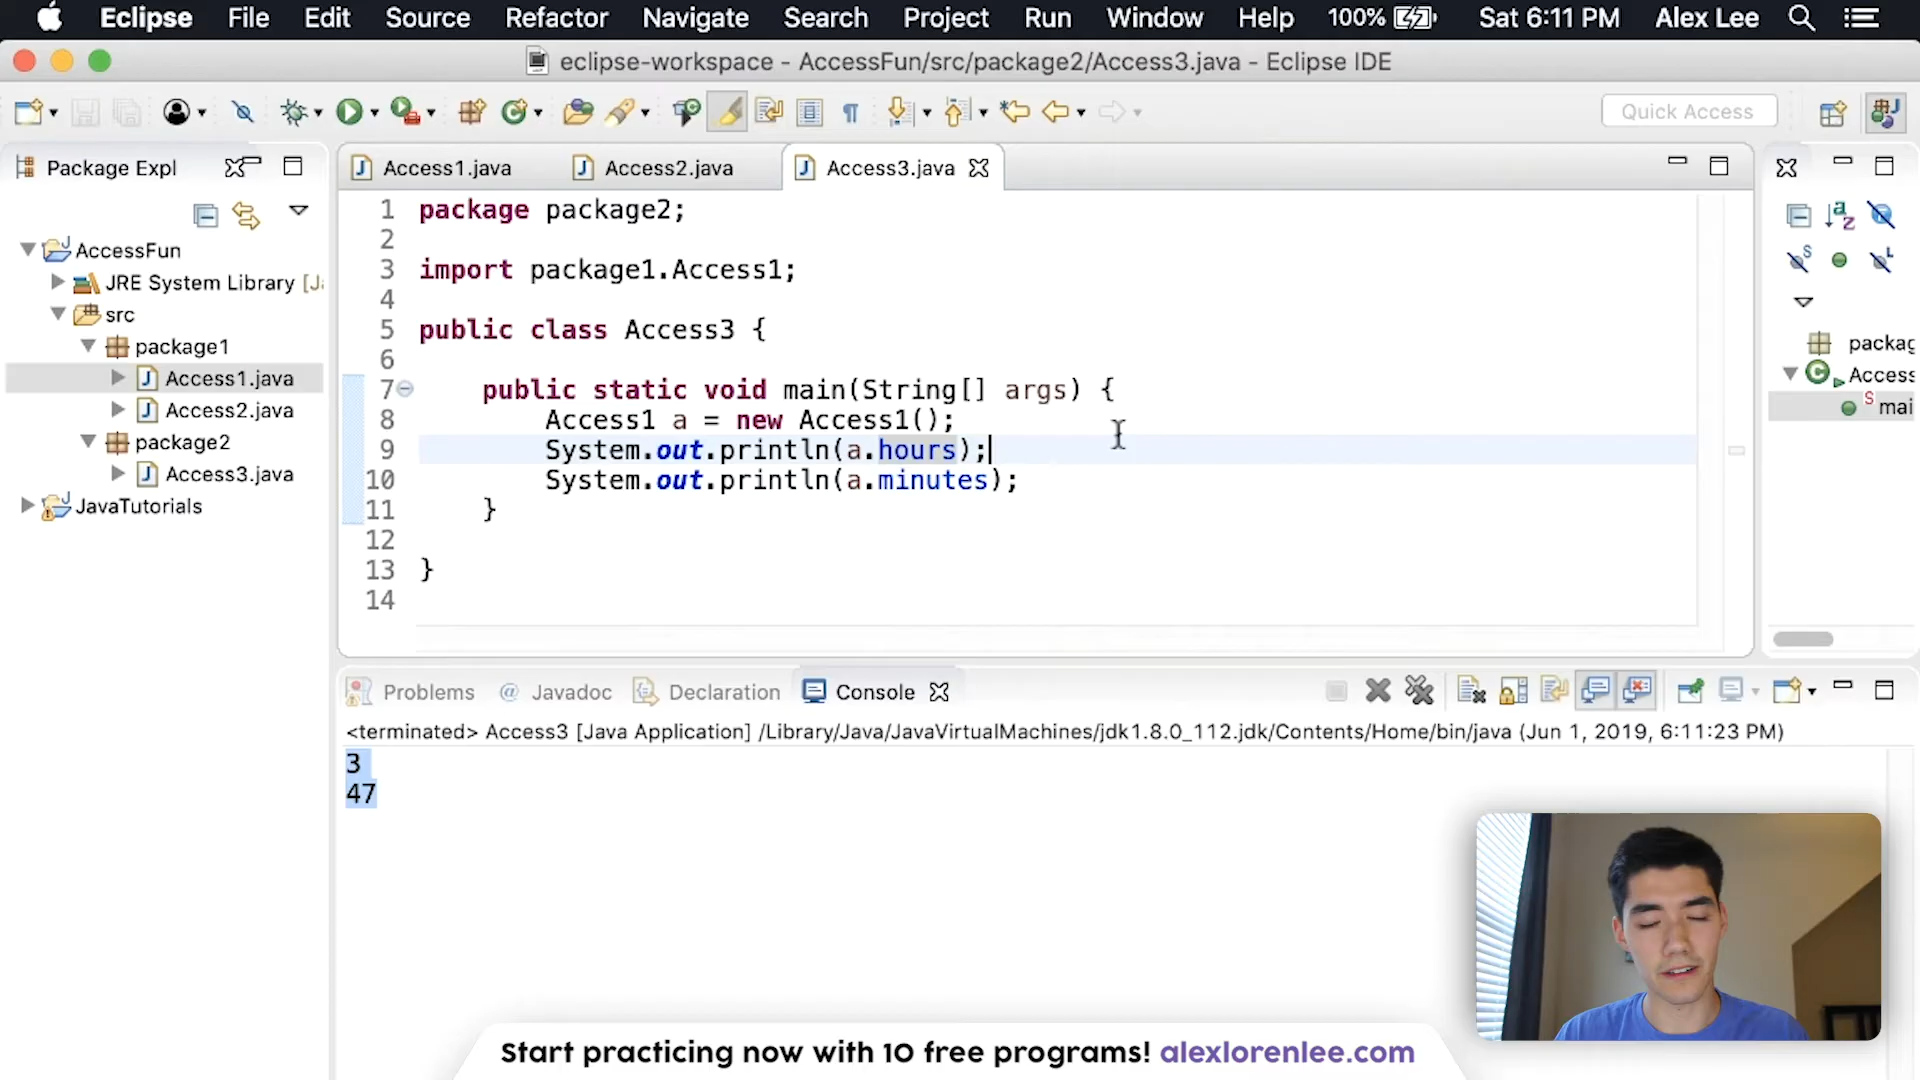 Eclipse File Edit Source Refactor Navigate Search Project Run Window Help 100% Sat 6:11 PM Alex Lee
eclipse-workspace - AccessFun/src/package2/Access3.java - Eclipse IDE
Quick Access
Package Expl
AccessFun
JRE System Library [J
src
package1
Access1.java
Access2.java
package2
Access3.java
JavaTutorials
Access1.java Access2.java Access3.java
1 package package2;
2
3 import package1.Access1;
4
5 public class Access3 {
6
7 public static void main(String[] args) {
8 Access1 a = new Access1();
9 System.out.println(a.hours);
10 System.out.println(a.minutes);
11 }
12
13 }
14
packag
Access
S mai
Problems @ Javadoc Declaration Console
<terminated> Access3 [Java Application] /Library/Java/JavaVirtualMachines/jdk1.8.0_112.jdk/Contents/Home/bin/java (Jun 1, 2019, 6:11:23 PM)
3
47
Start practicing now with 10 free programs! alexlorenlee.com